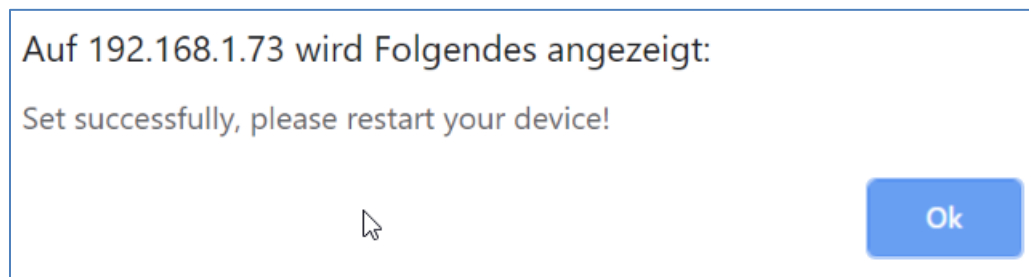 Auf 192.168.1.73 wird Folgendes angezeigt:
Set successfully, please restart your device!
Ok